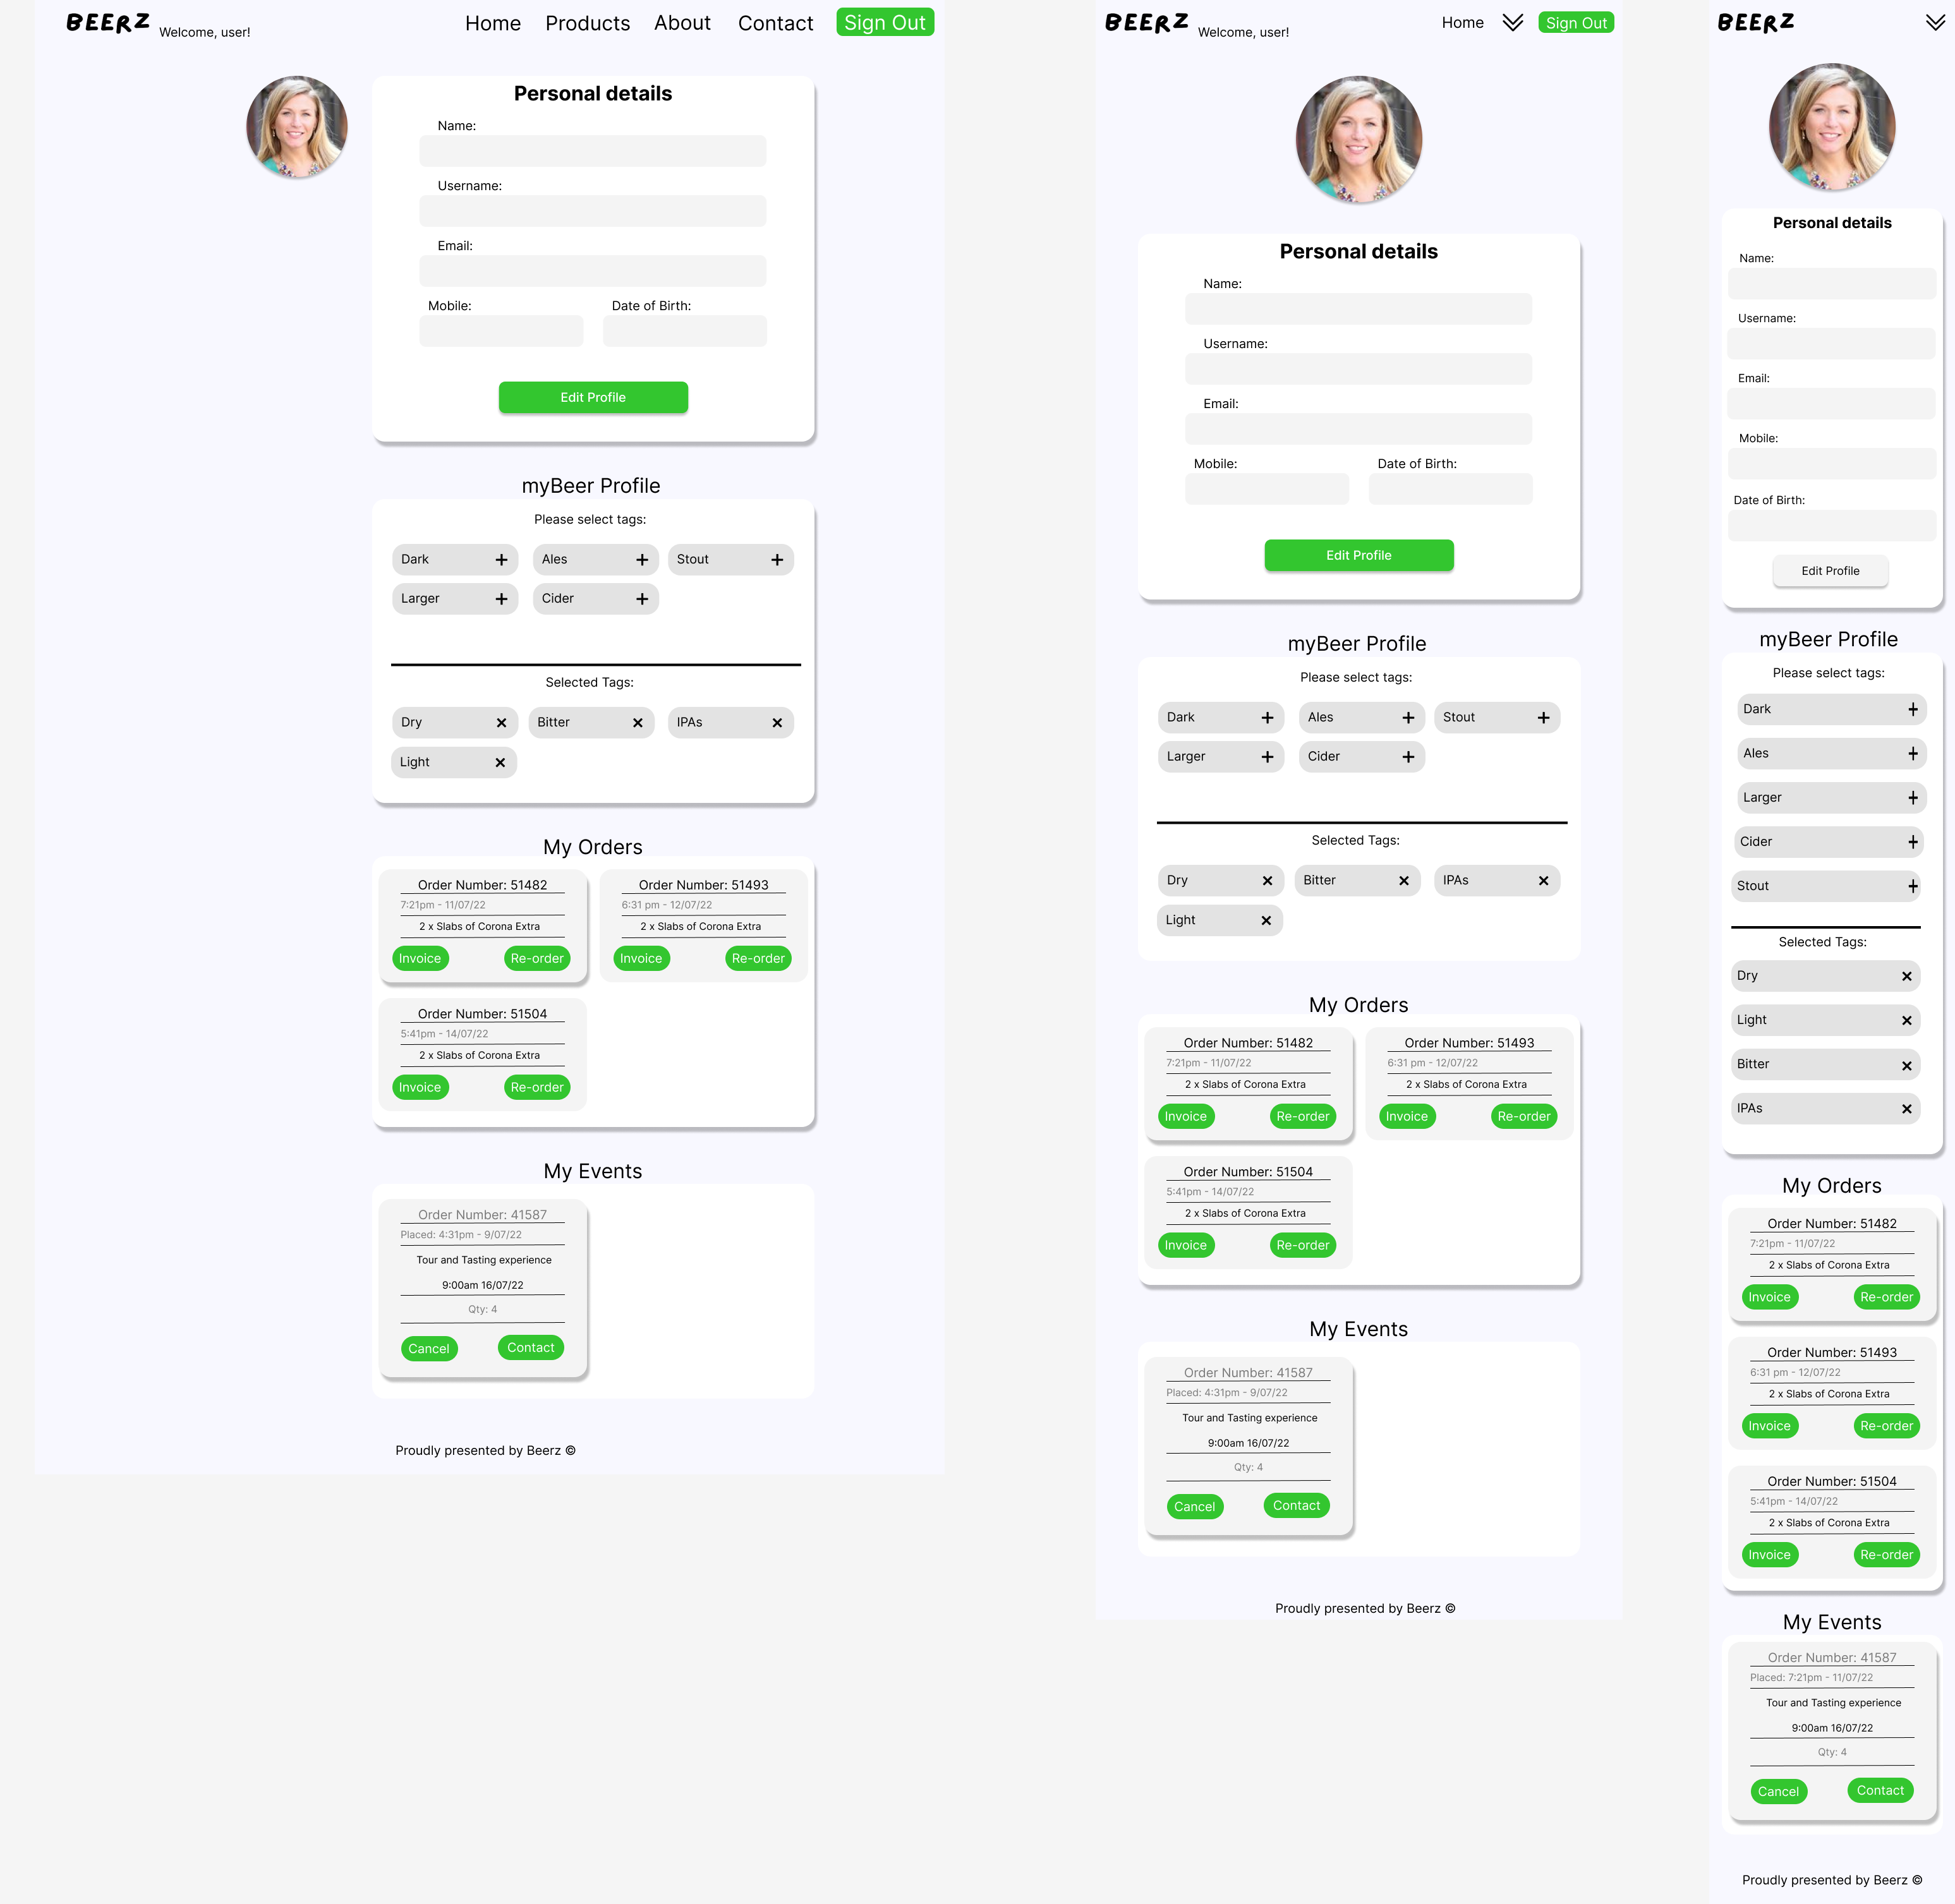 BEERZ Welcome, user! Home Products About Contact Sign Out
Personal details
Name:
Username:
Email:
Mobile: Date of Birth:
Edit Profile
myBeer Profile
Please select tags:
Dark + Ales + Stout +
Larger + Cider +
Selected Tags:
Dry × Bitter × IPAs ×
Light ×
My Orders
Order Number: 51482
7:21pm - 11/07/22
2 x Slabs of Corona Extra
Invoice Re-order
Order Number: 51493
6:31 pm - 12/07/22
2 x Slabs of Corona Extra
Invoice Re-order
Order Number: 51504
5:41pm - 14/07/22
2 x Slabs of Corona Extra
Invoice Re-order
My Events
Order Number: 41587
Placed: 4:31pm - 9/07/22
Tour and Tasting experience
9:00am 16/07/22
Qty: 4
Cancel Contact
Proudly presented by Beerz ©
BEERZ Welcome, user! Home Sign Out
Personal details
Name:
Username:
Email:
Mobile: Date of Birth:
Edit Profile
myBeer Profile
Please select tags:
Dark + Ales + Stout +
Larger + Cider +
Selected Tags:
Dry × Bitter × IPAs ×
Light ×
My Orders
Order Number: 51482
7:21pm - 11/07/22
2 x Slabs of Corona Extra
Invoice Re-order
Order Number: 51493
6:31 pm - 12/07/22
2 x Slabs of Corona Extra
Invoice Re-order
Order Number: 51504
5:41pm - 14/07/22
2 x Slabs of Corona Extra
Invoice Re-order
My Events
Order Number: 41587
Placed: 4:31pm - 9/07/22
Tour and Tasting experience
9:00am 16/07/22
Qty: 4
Cancel Contact
Proudly presented by Beerz ©
BEERZ
Personal details
Name:
Username:
Email:
Mobile:
Date of Birth:
Edit Profile
myBeer Profile
Please select tags:
Dark +
Ales +
Larger +
Cider +
Stout +
Selected Tags:
Dry ×
Light ×
Bitter ×
IPAs ×
My Orders
Order Number: 51482
7:21pm - 11/07/22
2 x Slabs of Corona Extra
Invoice Re-order
Order Number: 51493
6:31 pm - 12/07/22
2 x Slabs of Corona Extra
Invoice Re-order
Order Number: 51504
5:41pm - 14/07/22
2 x Slabs of Corona Extra
Invoice Re-order
My Events
Order Number: 41587
Placed: 7:21pm - 11/07/22
Tour and Tasting experience
9:00am 16/07/22
Qty: 4
Cancel Contact
Proudly presented by Beerz ©